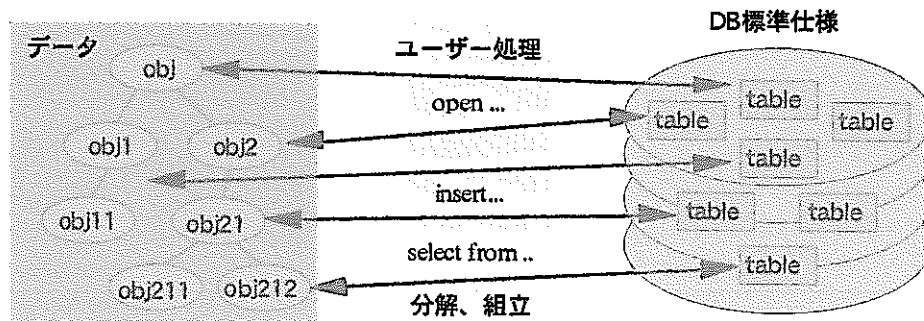 DB標準仕様
データ
ユーザー処理
obj
table
open ...
table
table
obj1
obj2
table
insert...
obj11
obj21
table
table
select from ..
table
obj211
obj212
分解、組立